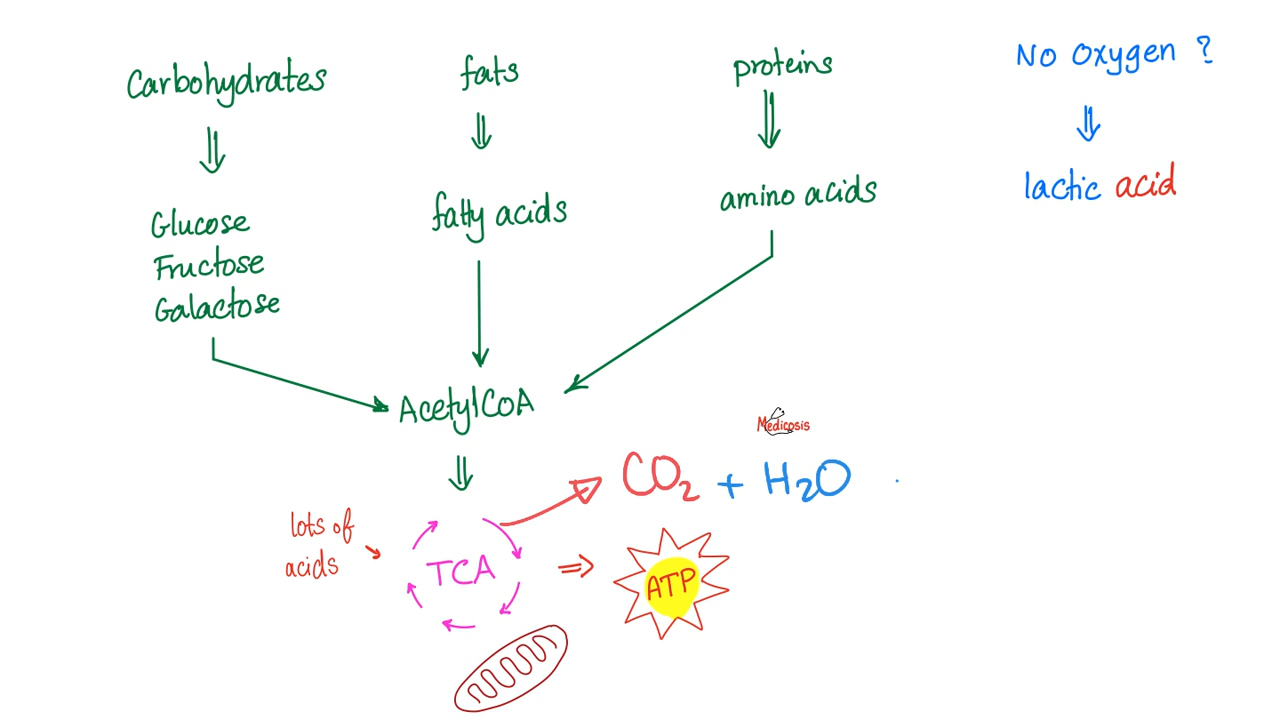 Carbohydrates
fats
proteins
No oxygen ?
Glucose
Fructose
Galactose
fatty acids
amino acids
lactic acid
AcetylCoA
Medicosis
CO2 + H2O
lots of
acids
TCA
ATP